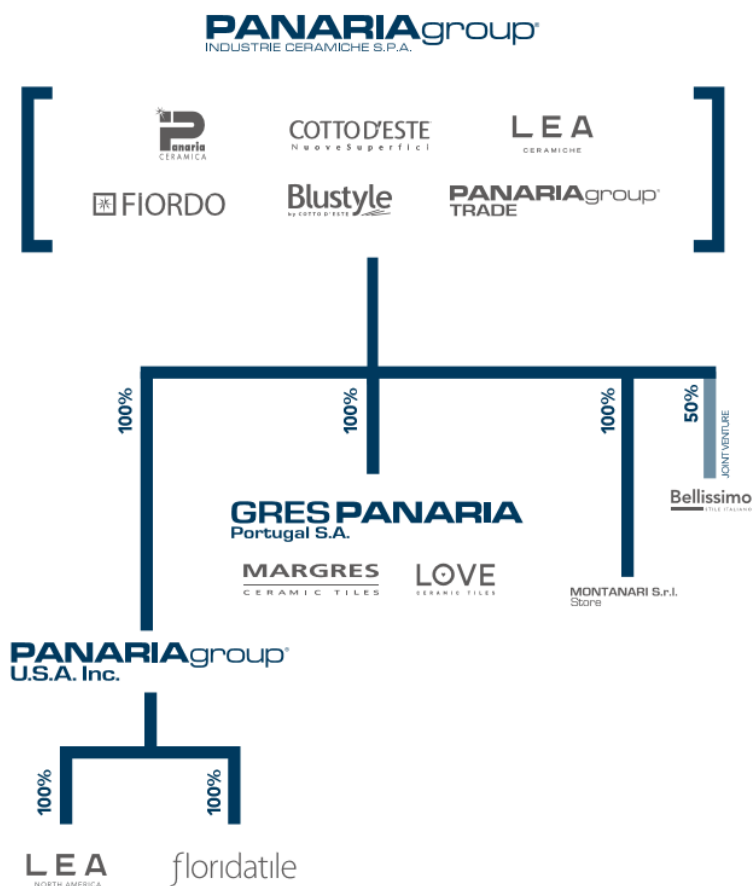 PANARIAgroup®
INDUSTRIE CERAMICHE S.P.A.
Panaria
CERAMICA
COTTO D'ESTE
NuoveSuperfici
LEA
CERAMICHE
FIORDO
Blustyle
by COTTO D'ESTE
PANARIAgroup®
TRADE
100%
100%
100%
50%
JOINT VENTURE
Bellissimo
STILE ITALIANO
GRESPANARIA
Portugal S.A.
MARGRES
CERAMIC TILES
LOVE
CERAMIC TILES
MONTANARI S.r.l.
Store
PANARIAgroup®
U.S.A. Inc.
100%
100%
LEA
NORTH AMERICA
floridatile